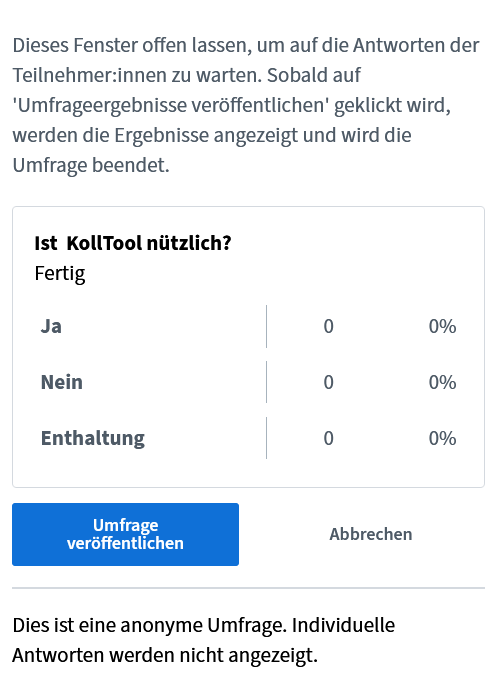 Dieses Fenster offen lassen, um auf die Antworten der
Teilnehmer:innen zu warten. Sobald auf
'Umfrageergebnisse veröffentlichen' geklickt wird,
werden die Ergebnisse angezeigt und wird die
Umfrage beendet.
Ist  KollTool nützlich?
Fertig
Ja 0 0%
Nein 0 0%
Enthaltung 0 0%
Umfrage
veröffentlichen
Abbrechen
Dies ist eine anonyme Umfrage. Individuelle
Antworten werden nicht angezeigt.